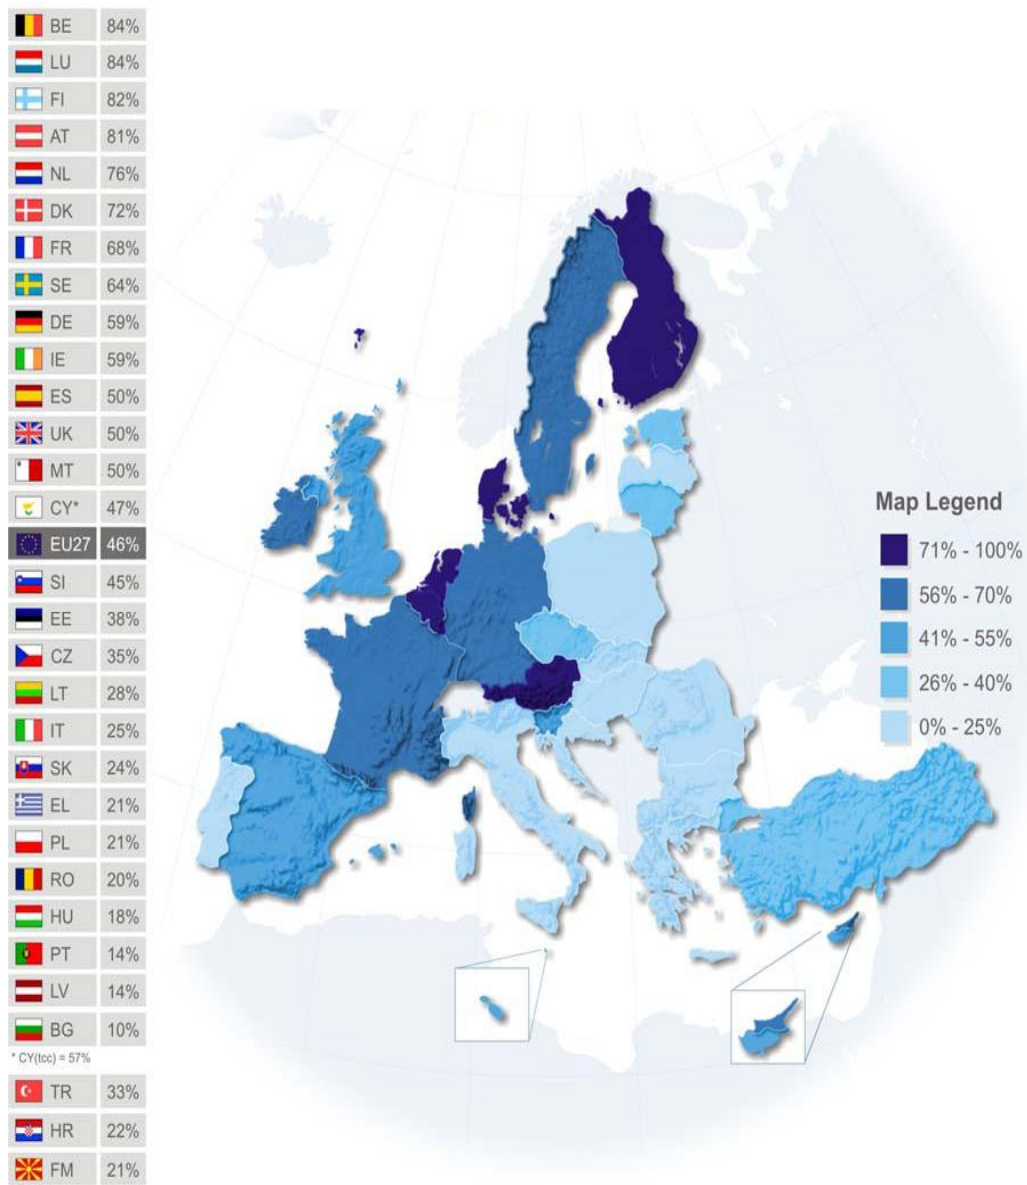 BE 84%
LU 84%
FI 82%
AT 81%
NL 76%
DK 72%
FR 68%
SE 64%
DE 59%
IE 59%
ES 50%
UK 50%
MT 50%
CY* 47%
EU27 46%
SI 45%
EE 38%
CZ 35%
LT 28%
IT 25%
SK 24%
EL 21%
PL 21%
RO 20%
HU 18%
PT 14%
LV 14%
BG 10%
* CY(tcc) = 57%
TR 33%
HR 22%
FM 21%
Map Legend
71% - 100%
56% - 70%
41% - 55%
26% - 40%
0% - 25%